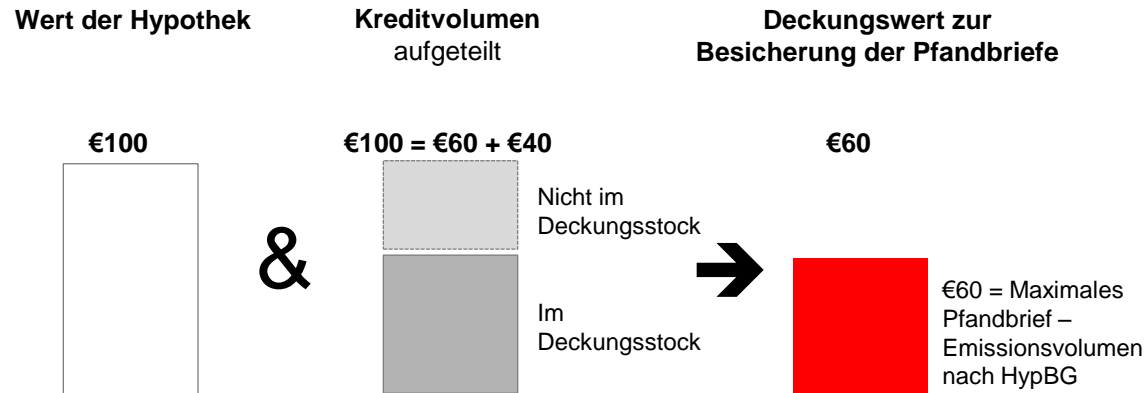 Wert der Hypothek
Kreditvolumen
aufgeteilt
Deckungswert zur
Besicherung der Pfandbriefe
€100
€100 = €60 + €40
€60
Nicht im
Deckungsstock
&
➔
Im
Deckungsstock
€60 = Maximales
Pfandbrief –
Emissionsvolumen
nach HypBG